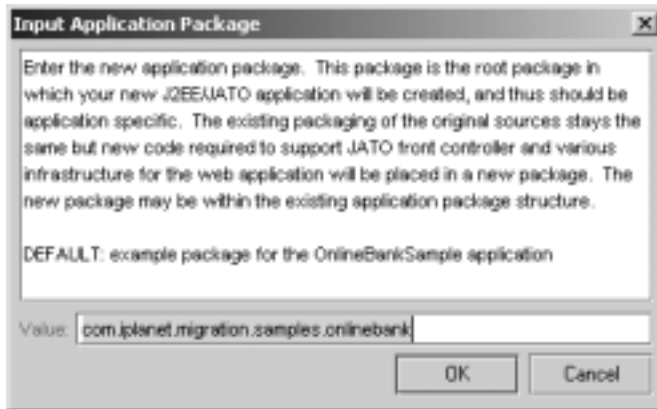 Input Application Package
Enter the new application package. This package is the root package in
which your new J2EE/JATO application will be created, and thus should be
application specific. The existing packaging of the original sources stays the
same but new code required to support JATO front controller and various
infrastructure for the web application will be placed in a new package. The
new package may be within the existing application package structure.
DEFAULT: example package for the OnlineBankSample application
Value: com.iplanet.migration.samples.onlinebank
OK Cancel